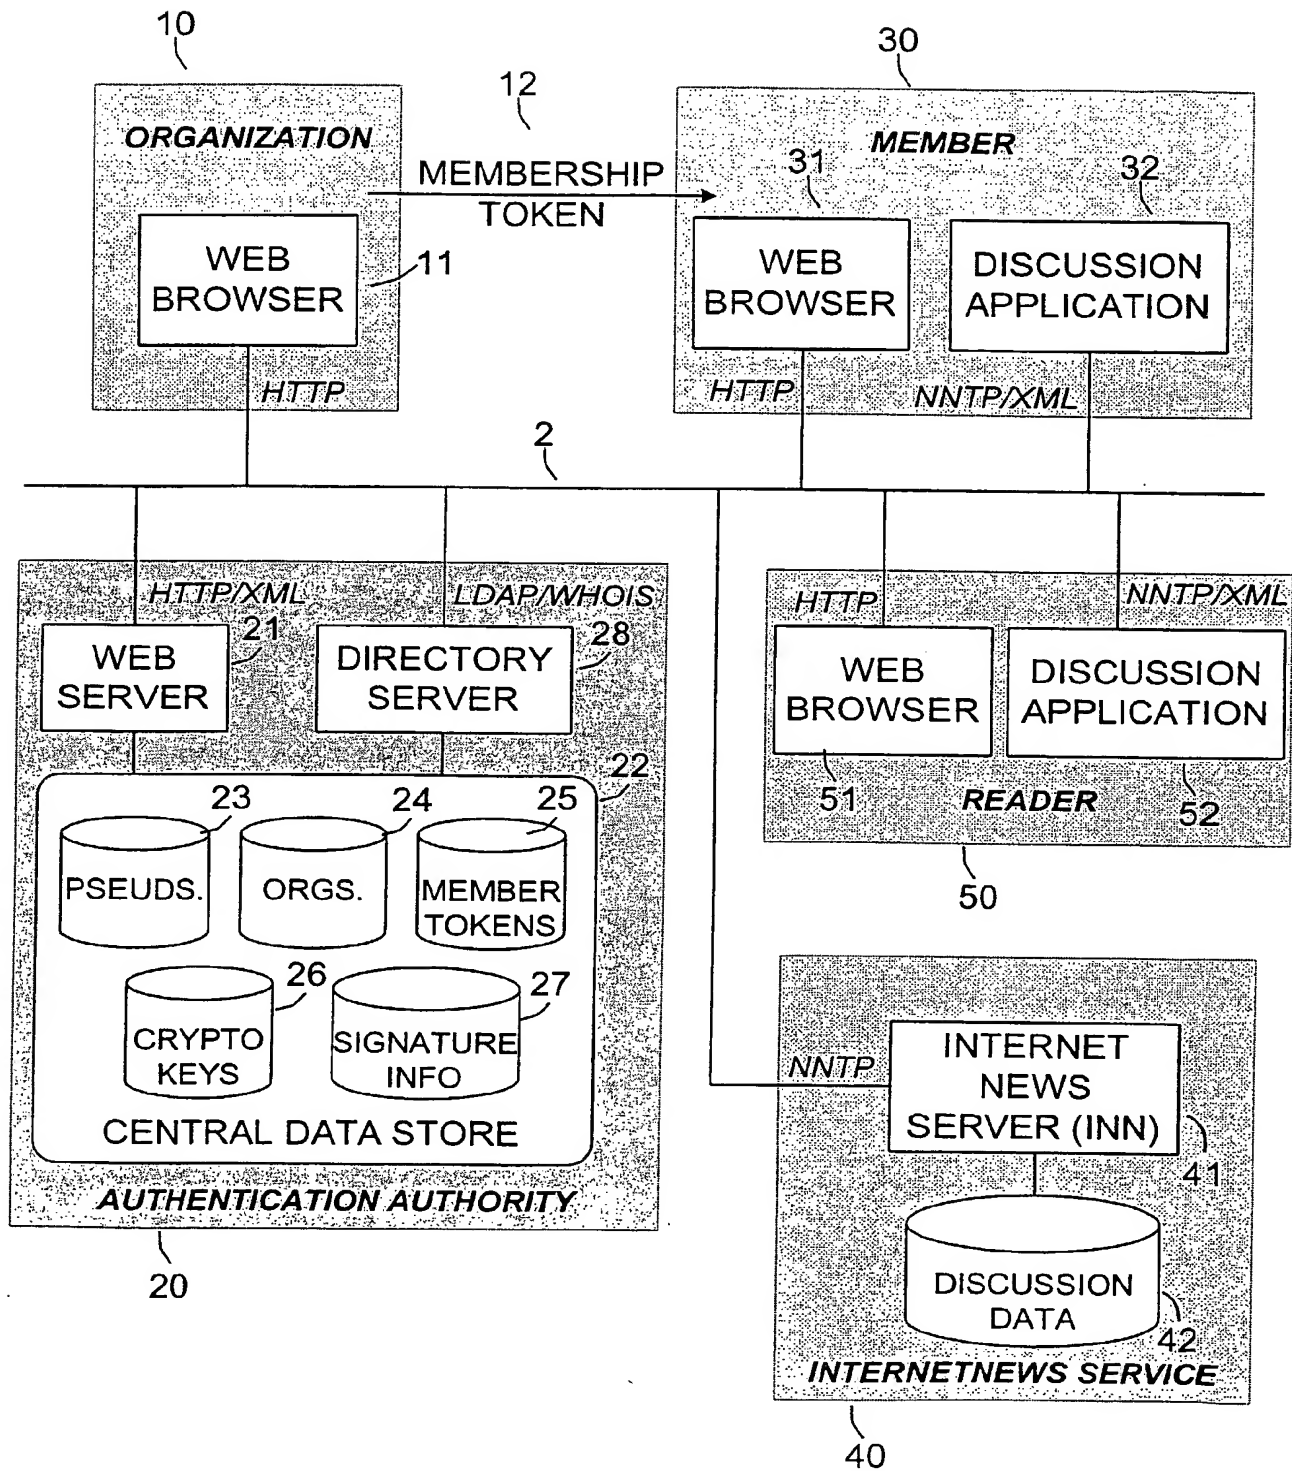 10
30
12
ORGANIZATION
MEMBER
MEMBERSHIP
TOKEN
31
32
WEB
BROWSER
11
WEB
BROWSER
DISCUSSION
APPLICATION
HTTP
HTTP
NNTP/XML
2
HTTP/XML
LDAP/WHOIS
HTTP
NNTP/XML
21
28
WEB
SERVER
DIRECTORY
SERVER
WEB
BROWSER
DISCUSSION
APPLICATION
22
51
READER
52
23
24
25
PSEUDS.
ORGS.
MEMBER
TOKENS
50
26
27
CRYPTO
KEYS
SIGNATURE
INFO
CENTRAL DATA STORE
AUTHENTICATION AUTHORITY
20
NNTP
INTERNET
NEWS
SERVER (INN)
41
DISCUSSION
DATA
42
INTERNETNEWS SERVICE
40